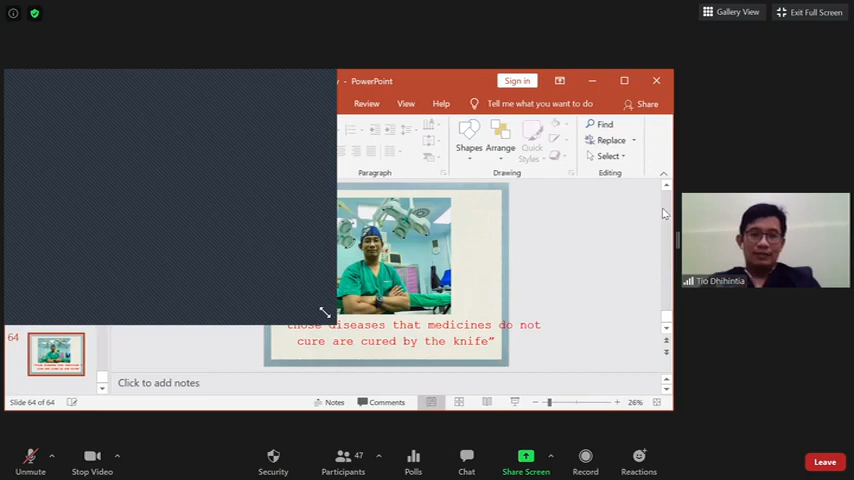 Gallery View
Exit Full Screen
PowerPoint
Sign in
Review View Help Tell me what you want to do Share
Shapes Arrange Quick Styles
Find
Replace
Select
Paragraph Drawing Editing
those diseases that medicines do not
cure are cured by the knife”
64
Click to add notes
Slide 64 of 64
Notes Comments 26%
Tio Dhihintia
Unmute Stop Video Security Participants 47 Polls Chat Share Screen Record Reactions Leave